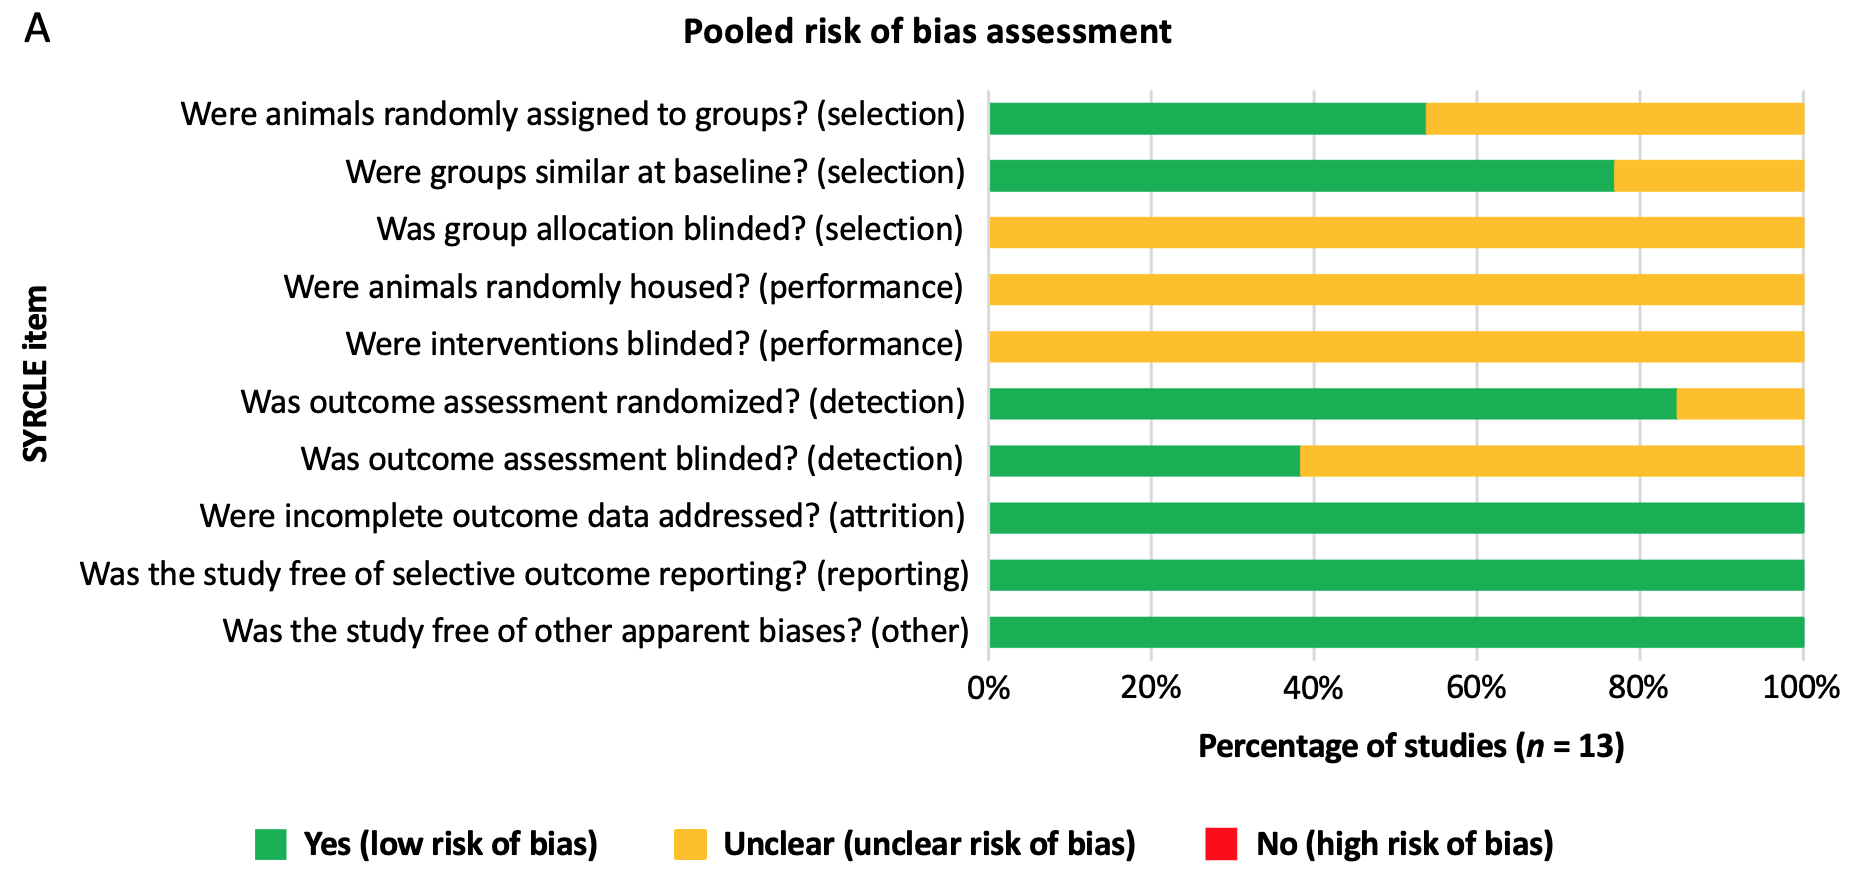 A
Pooled risk of bias assessment
Were animals randomly assigned to groups? (selection)
Were groups similar at baseline? (selection)
Was group allocation blinded? (selection)
Were animals randomly housed? (performance)
Were interventions blinded? (performance)
Was outcome assessment randomized? (detection)
Was outcome assessment blinded? (detection)
Were incomplete outcome data addressed? (attrition)
Was the study free of selective outcome reporting? (reporting)
Was the study free of other apparent biases? (other)
SYRCLE item
0% 20% 40% 60% 80% 100%
Percentage of studies (n = 13)
Yes (low risk of bias) Unclear (unclear risk of bias) No (high risk of bias)